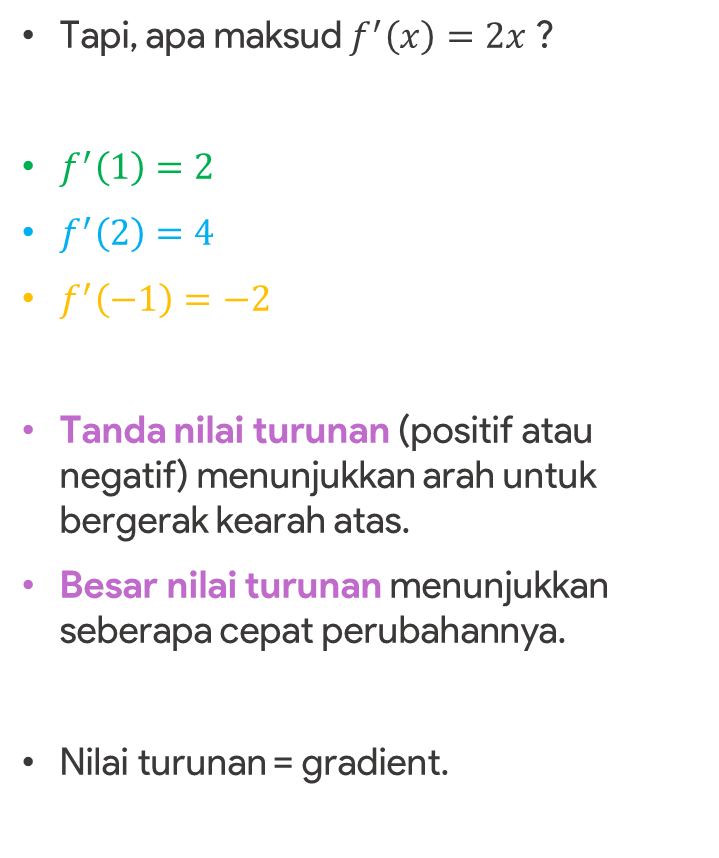 • Tapi, apa maksud f′(x) = 2x ?
• f′(1) = 2
• f′(2) = 4
• f′(−1) = −2
• Tanda nilai turunan (positif atau
negatif) menunjukkan arah untuk
bergerak kearah atas.
• Besar nilai turunan menunjukkan
seberapa cepat perubahannya.
• Nilai turunan = gradient.